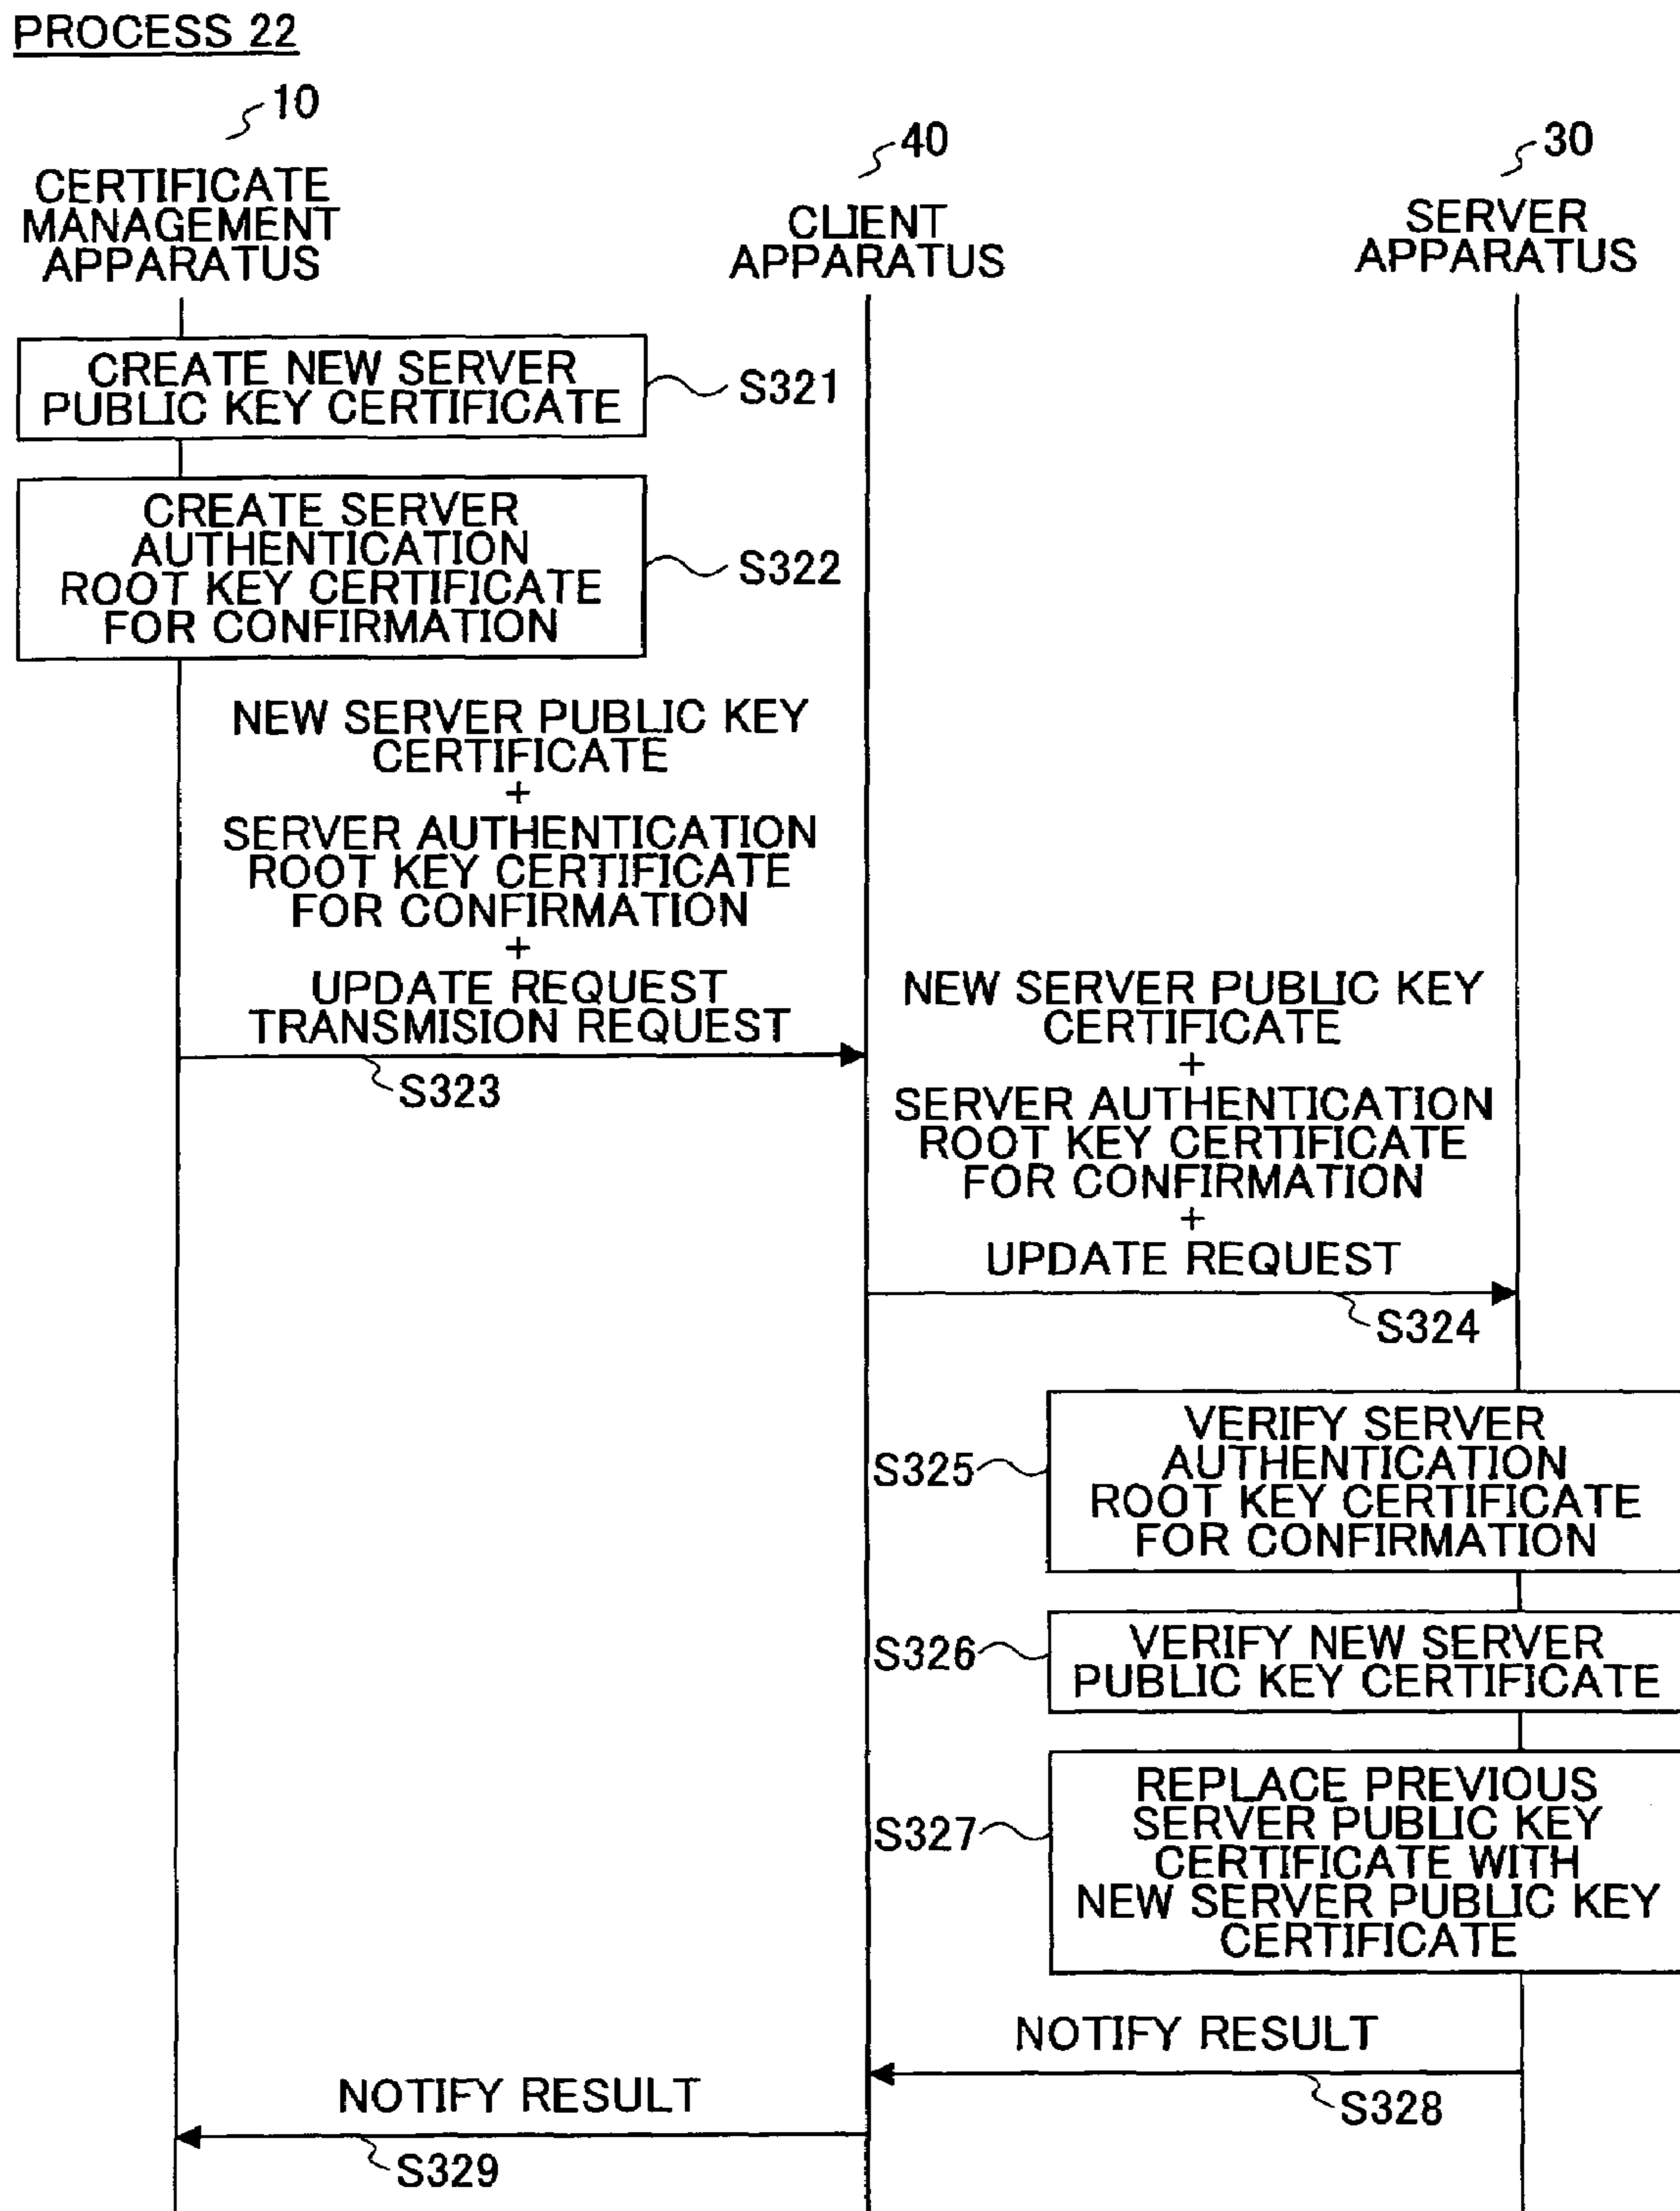 PROCESS 22
10
CERTIFICATE
MANAGEMENT
APPARATUS
40
CLIENT
APPARATUS
30
SERVER
APPARATUS
CREATE NEW SERVER
PUBLIC KEY CERTIFICATE
S321
CREATE SERVER
AUTHENTICATION
ROOT KEY CERTIFICATE
FOR CONFIRMATION
S322
NEW SERVER PUBLIC KEY
CERTIFICATE
+
SERVER AUTHENTICATION
ROOT KEY CERTIFICATE
FOR CONFIRMATION
+
UPDATE REQUEST
TRANSMISION REQUEST
S323
NEW SERVER PUBLIC KEY
CERTIFICATE
+
SERVER AUTHENTICATION
ROOT KEY CERTIFICATE
FOR CONFIRMATION
+
UPDATE REQUEST
S324
S325
VERIFY SERVER
AUTHENTICATION
ROOT KEY CERTIFICATE
FOR CONFIRMATION
S326
VERIFY NEW SERVER
PUBLIC KEY CERTIFICATE
S327
REPLACE PREVIOUS
SERVER PUBLIC KEY
CERTIFICATE WITH
NEW SERVER PUBLIC KEY
CERTIFICATE
NOTIFY RESULT
S328
NOTIFY RESULT
S329